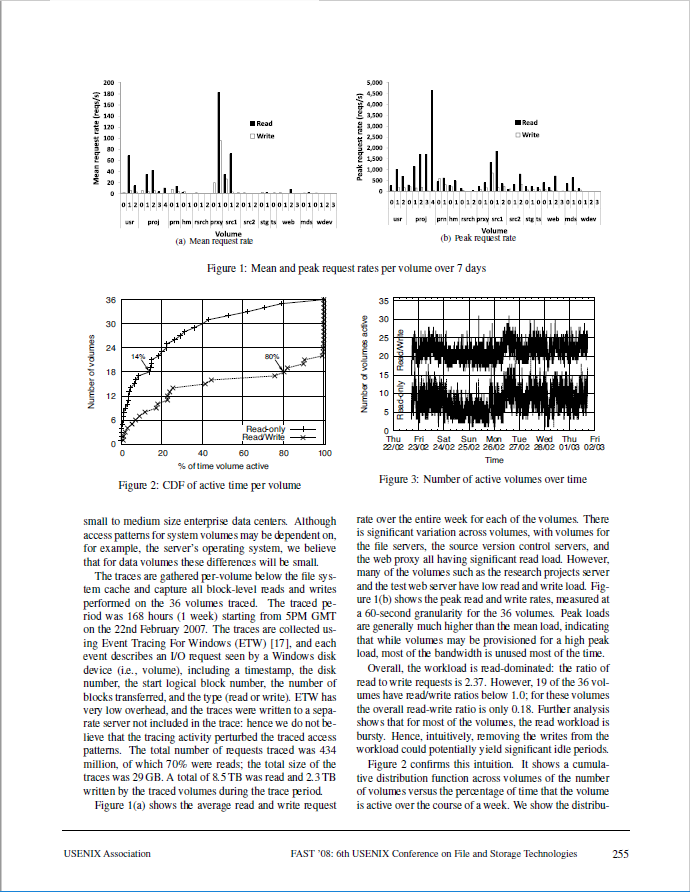 Mean request rate (reqs/s)
200
180
160
140
120
100
80
60
40
20
0
Read
Write
0 1 2 0 1 2 3 4 0 1 0 1 0 1 2 0 1 0 1 2 0 1 2 3 0 1 0 0 1 2 3 0 1 0 1 2 3
usr proj prn hm rsrch prxy src1 src2 stg ts web mds wdev
Volume
(a) Mean request rate
Peak request rate (reqs/s)
5,000
4,500
4,000
3,500
3,000
2,500
2,000
1,500
1,000
500
0
Read
Write
0 1 2 0 1 2 3 4 0 1 0 1 0 1 2 0 1 0 1 2 0 1 2 3 0 1 0 0 1 2 3 0 1 0 1 2 3
usr proj prn hm rsrch prxy src1 src2 stg ts web mds wdev
Volume
(b) Peak request rate
Figure 1: Mean and peak request rates per volume over 7 days
Number of volumes
36
30
24
18
12
6
0
14%
80%
Read-only
Read/Write
0 20 40 60 80 100
% of time volume active
Figure 2: CDF of active time per volume
Number of volumes active
35
30
25
20
15
10
5
0
Read/Write
Read-only
Thu Fri Sat Sun Mon Tue Wed Thu Fri
22/02 23/02 24/02 25/02 26/02 27/02 28/02 01/03 02/03
Time
Figure 3: Number of active volumes over time
small to medium size enterprise data centers. Although
access patterns for system volumes may be dependent on,
for example, the server's operating system, we believe
that for data volumes these differences will be small.
The traces are gathered per-volume below the file sys-
tem cache and capture all block-level reads and writes
performed on the 36 volumes traced. The traced pe-
riod was 168 hours (1 week) starting from 5PM GMT
on the 22nd February 2007. The traces are collected us-
ing Event Tracing For Windows (ETW) [17], and each
event describes an I/O request seen by a Windows disk
device (i.e., volume), including a timestamp, the disk
number, the start logical block number, the number of
blocks transferred, and the type (read or write). ETW has
very low overhead, and the traces were written to a sepa-
rate server not included in the trace: hence we do not be-
lieve that the tracing activity perturbed the traced access
patterns. The total number of requests traced was 434
million, of which 70% were reads; the total size of the
traces was 29 GB. A total of 8.5 TB was read and 2.3 TB
written by the traced volumes during the trace period.
Figure 1(a) shows the average read and write request
rate over the entire week for each of the volumes. There
is significant variation across volumes, with volumes for
the file servers, the source version control servers, and
the web proxy all having significant read load. However,
many of the volumes such as the research projects server
and the test web server have low read and write load. Fig-
ure 1(b) shows the peak read and write rates, measured at
a 60-second granularity for the 36 volumes. Peak loads
are generally much higher than the mean load, indicating
that while volumes may be provisioned for a high peak
load, most of the bandwidth is unused most of the time.
Overall, the workload is read-dominated: the ratio of
read to write requests is 2.37. However, 19 of the 36 vol-
umes have read/write ratios below 1.0; for these volumes
the overall read-write ratio is only 0.18. Further analysis
shows that for most of the volumes, the read workload is
bursty. Hence, intuitively, removing the writes from the
workload could potentially yield significant idle periods.
Figure 2 confirms this intuition. It shows a cumula-
tive distribution function across volumes of the number
of volumes versus the percentage of time that the volume
is active over the course of a week. We show the distribu-
USENIX Association
FAST '08: 6th USENIX Conference on File and Storage Technologies
255